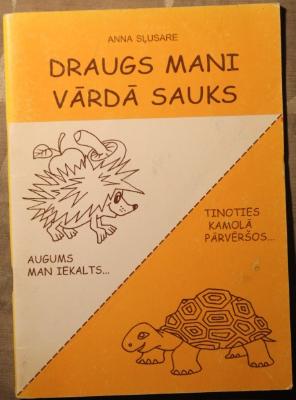 ANNA SĻUSARE
DRAUGS MANI
VĀRDĀ SAUKS
TINOTIES
KAMOLĀ
PĀRVĒRŠOS...
AUGUMS
MAN IEKALTS...